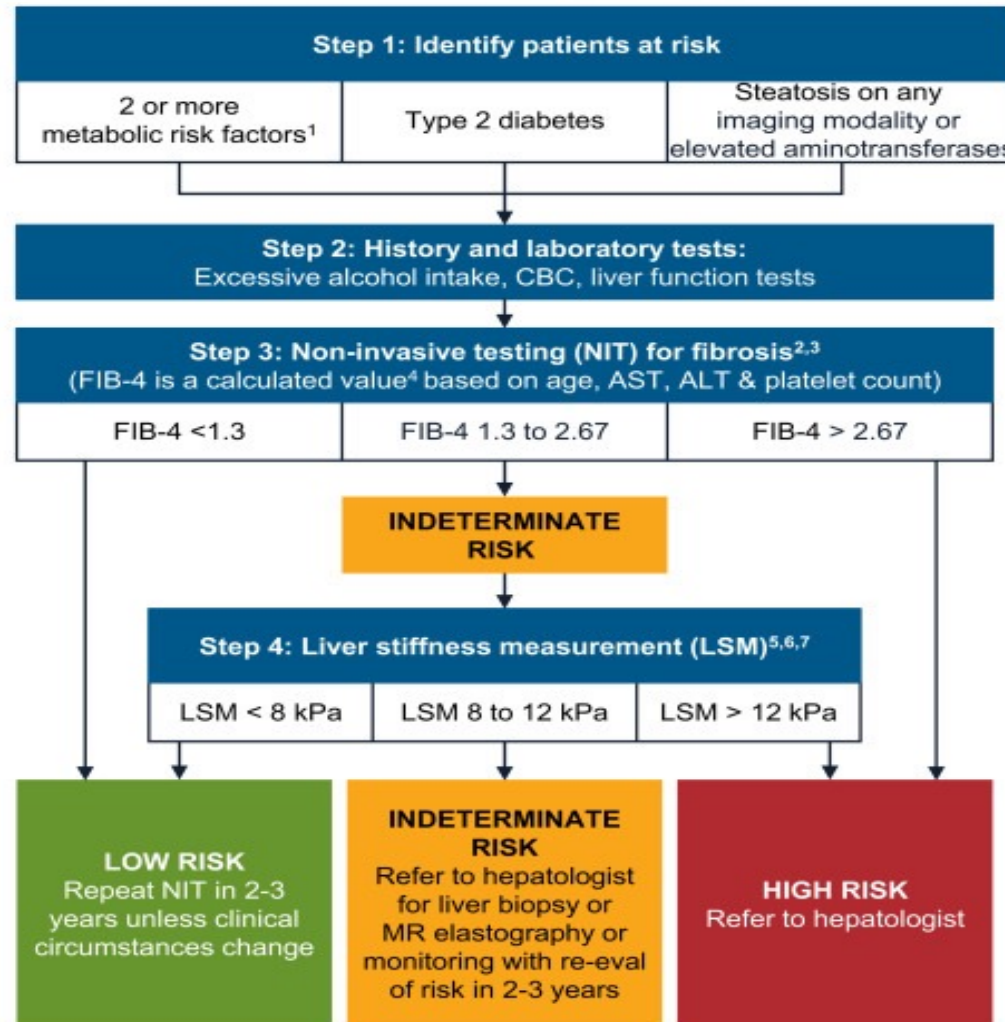 Step 1: Identify patients at risk
2 or more
metabolic risk factors¹
Type 2 diabetes
Steatosis on any
imaging modality or
elevated aminotransferases
Step 2: History and laboratory tests:
Excessive alcohol intake, CBC, liver function tests
Step 3: Non-invasive testing (NIT) for fibrosis²,³
(FIB-4 is a calculated value⁴ based on age, AST, ALT & platelet count)
FIB-4 <1.3
FIB-4 1.3 to 2.67
FIB-4 > 2.67
INDETERMINATE
RISK
Step 4: Liver stiffness measurement (LSM)⁵,⁶,⁷
LSM < 8 kPa
LSM 8 to 12 kPa
LSM > 12 kPa
LOW RISK
Repeat NIT in 2-3
years unless clinical
circumstances change
INDETERMINATE
RISK
Refer to hepatologist
for liver biopsy or
MR elastography or
monitoring with re-eval
of risk in 2-3 years
HIGH RISK
Refer to hepatologist